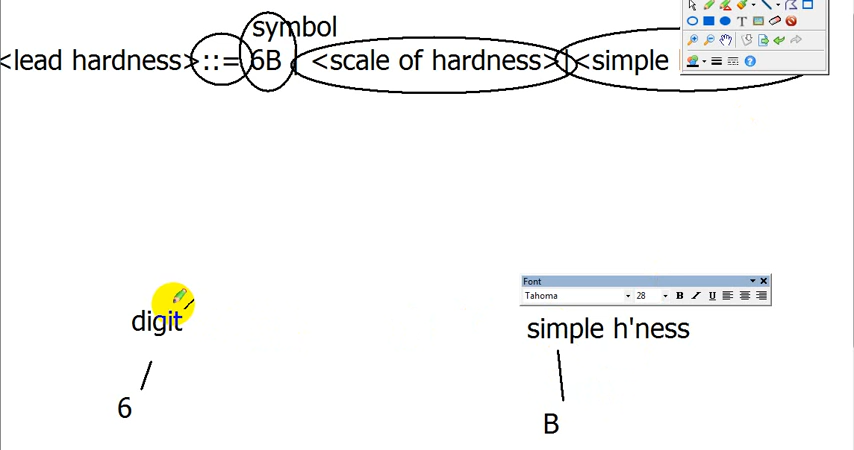 symbol
<lead hardness>::= 6B | <scale of hardness>|<simple
Font
Tahoma 28 B I U
digit
simple h'ness
6
B